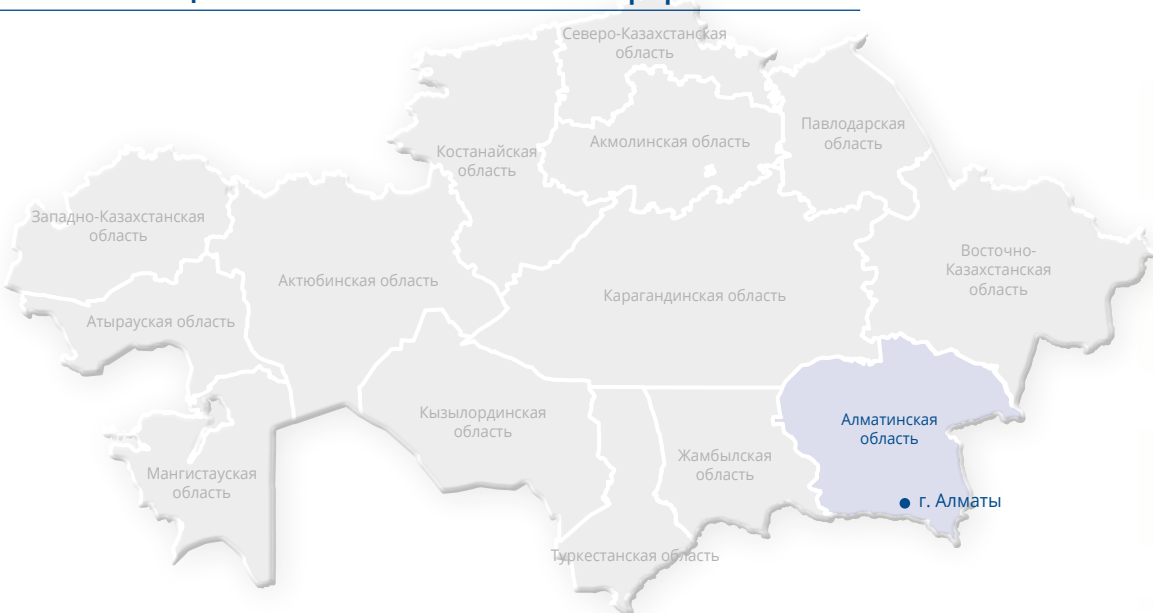 Северо-Казахстанская
область
Павлодарская
область
Акмолинская область
Костанайская
область
Западно-Казахстанская
область
Восточно-
Казахстанская
область
Актюбинская область
Карагандинская область
Атырауская область
Кызылординская
область
Алматинская
область
Жамбылская
область
Мангистауская
область
г. Алматы
Туркестанская область